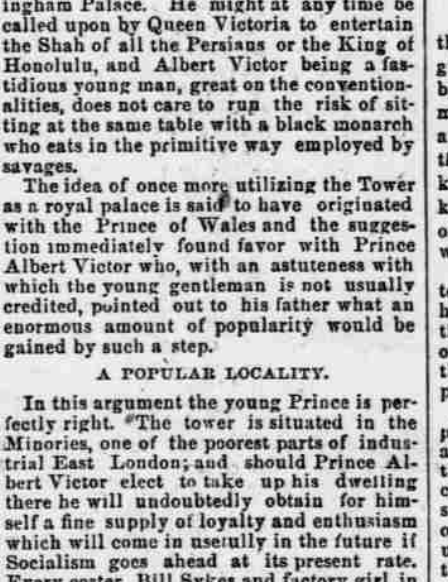 ingham Palace. He might at any time be
called upon by Queen Victoria to entertain
the Shah of all the Persians or the King of
Honolulu, and Albert Victor being a fas-
tidious young man, great on the convention-
alities, does not care to run the risk of sit-
ting at the same table with a black monarch
who eats in the primitive way employed by
savages.
The idea of once more utilizing the Tower
as a royal palace is said to have originated
with the Prince of Wales and the sugges-
tion immediately found favor with Prince
Albert Victor who, with an astuteness with
which the young gentleman is not usually
credited, pointed out to his father what an
enormous amount of popularity would be
gained by such a step.
A POPULAR LOCALITY.
In this argument the young Prince is per-
fectly right. The tower is situated in the
Minories, one of the poorest parts of indus-
trial East London; and should Prince Al-
bert Victor elect to take up his dwelling
there he will undoubtedly obtain for him-
self a fine supply of loyalty and enthusiasm
which will come in usefully in the future if
Socialism goes ahead at its present rate.
Bill Sykes and factory girl in